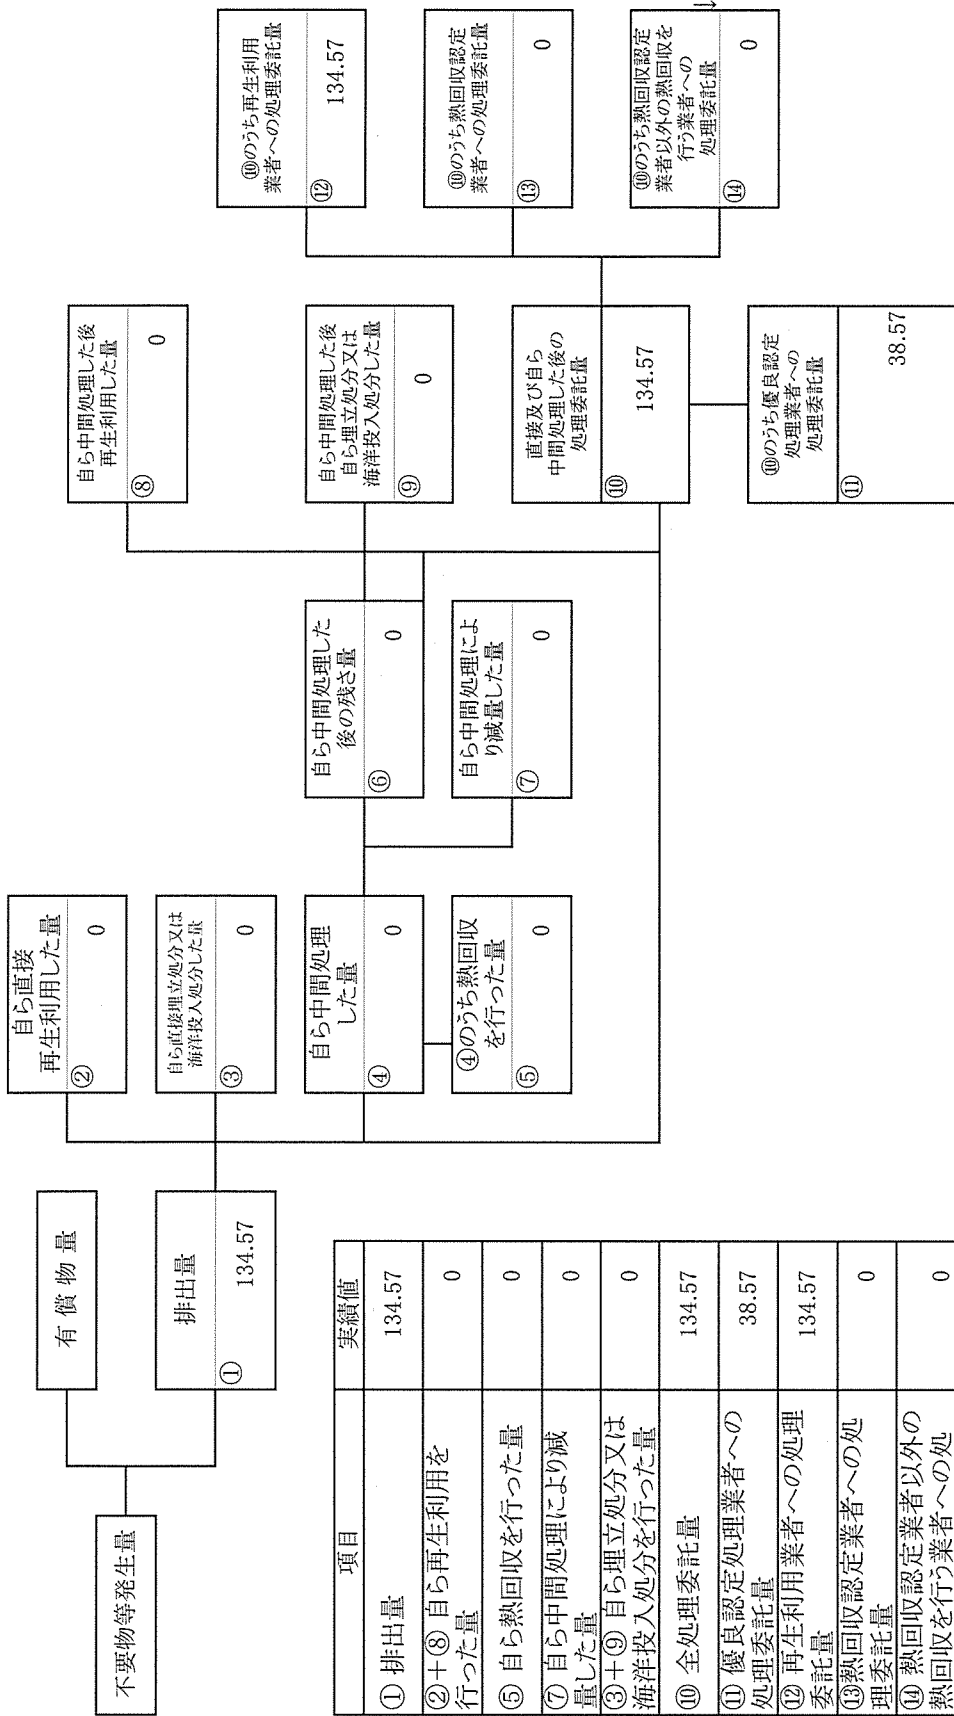 不要物等発生量
有償物量
排出量
① 134.57
自ら直接
再生利用した量
② 0
自ら直接埋立処分又は
海洋投入処分した量
③ 0
自ら中間処理
した量
④ 0
④のうち熱回収
を行った量
⑤ 0
自ら中間処理した
後の残さ量
⑥ 0
自ら中間処理によ
り減量した量
⑦ 0
自ら中間処理した後
再生利用した量
⑧ 0
自ら中間処理した後
自ら埋立処分又は
海洋投入処分した量
⑨ 0
直接及び自ら
中間処理した後の
処理委託量
⑩ 134.57
⑩のうち優良認定
処理業者への
処理委託量
⑪ 38.57
⑩のうち再生利用
業者への処理委託量
⑫ 134.57
⑩のうち熱回収認定
業者への処理委託量
⑬ 0
⑩のうち熱回収認定
業者以外の熱回収を
行う業者への
処理委託量
⑭ 0
項目 実績値
① 排出量 134.57
②+⑧ 自ら再生利用を
行った量 0
⑤ 自ら熱回収を行った量 0
⑦ 自ら中間処理により減
量した量 0
③+⑨ 自ら埋立処分又は
海洋投入処分を行った量 0
⑩ 全処理委託量 134.57
⑪ 優良認定処理業者への
処理委託量 38.57
⑫ 再生利用業者への処理
委託量 134.57
⑬熱回収認定業者への処
理委託量 0
⑭ 熱回収認定業者以外の
熱回収を行う業者への処 0